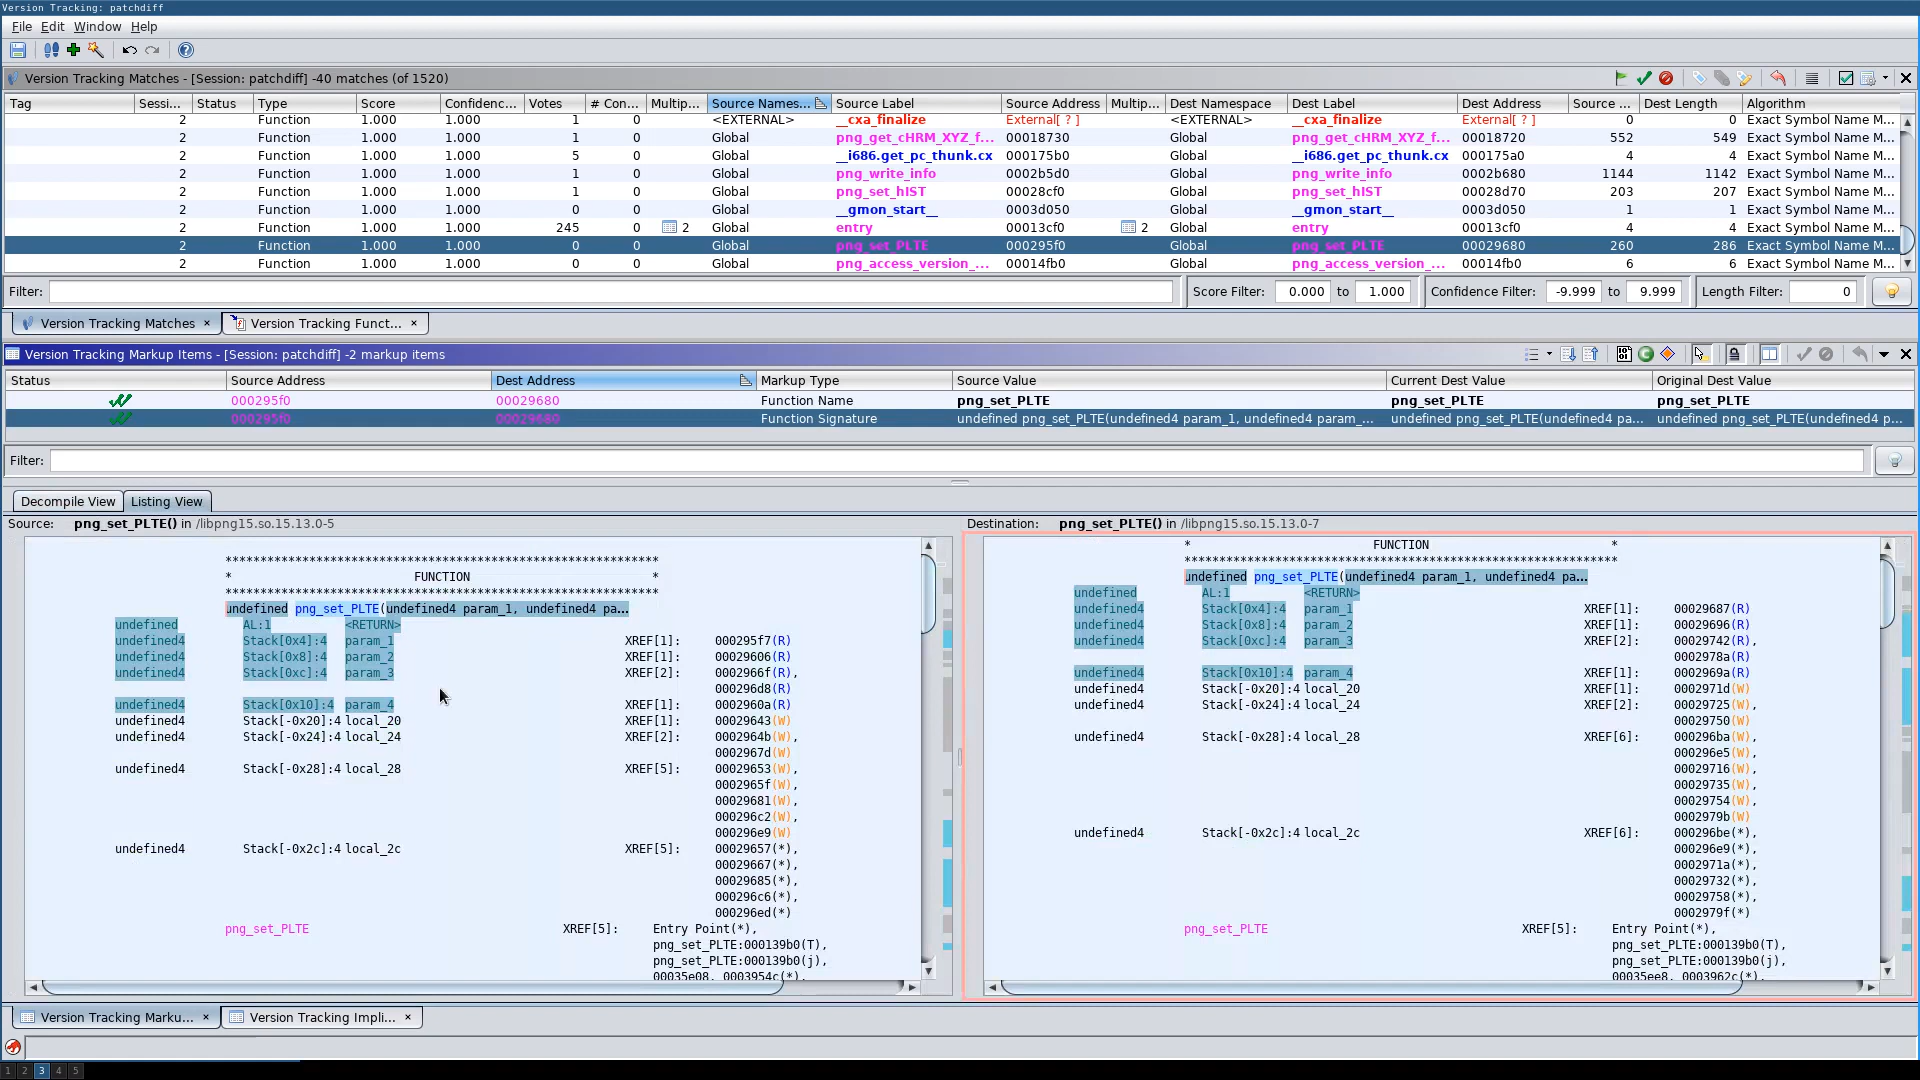 Version Tracking: patchdiff
File Edit Window Help
Version Tracking Matches - [Session: patchdiff] -40 matches (of 1520)
Tag Sessi... Status Type Score Confidenc... Votes # Con... Multip... Source Names... Source Label Source Address Multip... Dest Namespace Dest Label Dest Address Source ... Dest Length Algorithm
2 Function 1.000 1.000 1 0 <EXTERNAL> __cxa_finalize External[ ? ] <EXTERNAL> __cxa_finalize External[ ? ] 0 0 Exact Symbol Name M...
2 Function 1.000 1.000 1 0 Global png_get_cHRM_XYZ_f... 00018730 Global png_get_cHRM_XYZ_f... 00018720 552 549 Exact Symbol Name M...
2 Function 1.000 1.000 5 0 Global __i686.get_pc_thunk.cx 000175b0 Global __i686.get_pc_thunk.cx 000175a0 4 4 Exact Symbol Name M...
2 Function 1.000 1.000 1 0 Global png_write_info 0002b5d0 Global png_write_info 0002b680 1144 1142 Exact Symbol Name M...
2 Function 1.000 1.000 1 0 Global png_set_hIST 00028cf0 Global png_set_hIST 00028d70 203 207 Exact Symbol Name M...
2 Function 1.000 1.000 0 0 Global __gmon_start__ 0003d050 Global __gmon_start__ 0003d050 1 1 Exact Symbol Name M...
2 Function 1.000 1.000 245 0 2 Global entry 00013cf0 2 Global entry 00013cf0 4 4 Exact Symbol Name M...
2 Function 1.000 1.000 0 0 Global png_set_PLTE 000295f0 Global png_set_PLTE 00029680 260 286 Exact Symbol Name M...
2 Function 1.000 1.000 0 0 Global png_access_version_... 00014fb0 Global png_access_version_... 00014fb0 6 6 Exact Symbol Name M...
Filter: Score Filter: 0.000 to 1.000 Confidence Filter: -9.999 to 9.999 Length Filter: 0
Version Tracking Matches × Version Tracking Funct... ×
Version Tracking Markup Items - [Session: patchdiff] -2 markup items
Status Source Address Dest Address Markup Type Source Value Current Dest Value Original Dest Value
000295f0 00029680 Function Name png_set_PLTE png_set_PLTE png_set_PLTE
000295f0 00029680 Function Signature undefined png_set_PLTE(undefined4 param_1, undefined4 param_... undefined png_set_PLTE(undefined4 pa... undefined png_set_PLTE(undefined4 p...
Filter:
Decompile View Listing View
Source: png_set_PLTE() in /libpng15.so.15.13.0-5
**************************************************************
* FUNCTION *
**************************************************************
undefined png_set_PLTE(undefined4 param_1, undefined4 pa...
undefined AL:1 <RETURN>
undefined4 Stack[0x4]:4 param_1 XREF[1]: 000295f7(R)
undefined4 Stack[0x8]:4 param_2 XREF[1]: 00029606(R)
undefined4 Stack[0xc]:4 param_3 XREF[2]: 0002966f(R),
000296d8(R)
undefined4 Stack[0x10]:4 param_4 XREF[1]: 0002960a(R)
undefined4 Stack[-0x20]:4 local_20 XREF[1]: 00029643(W)
undefined4 Stack[-0x24]:4 local_24 XREF[2]: 0002964b(W),
0002967d(W)
undefined4 Stack[-0x28]:4 local_28 XREF[5]: 00029653(W),
0002965f(W),
00029681(W),
000296c2(W),
000296e9(W)
undefined4 Stack[-0x2c]:4 local_2c XREF[5]: 00029657(*),
00029667(*),
00029685(*),
000296c6(*),
000296ed(*)
png_set_PLTE XREF[5]: Entry Point(*),
png_set_PLTE:000139b0(T),
png_set_PLTE:000139b0(j),
00035e08, 0003954c(*),
Destination: png_set_PLTE() in /libpng15.so.15.13.0-7
* FUNCTION *
**************************************************************
undefined png_set_PLTE(undefined4 param_1, undefined4 pa...
undefined AL:1 <RETURN>
undefined4 Stack[0x4]:4 param_1 XREF[1]: 00029687(R)
undefined4 Stack[0x8]:4 param_2 XREF[1]: 00029696(R)
undefined4 Stack[0xc]:4 param_3 XREF[2]: 00029742(R),
0002978a(R)
undefined4 Stack[0x10]:4 param_4 XREF[1]: 0002969a(R)
undefined4 Stack[-0x20]:4 local_20 XREF[1]: 0002971d(W)
undefined4 Stack[-0x24]:4 local_24 XREF[2]: 00029725(W),
00029750(W)
undefined4 Stack[-0x28]:4 local_28 XREF[6]: 000296ba(W),
000296e5(W),
00029716(W),
00029735(W),
00029754(W),
0002979b(W)
undefined4 Stack[-0x2c]:4 local_2c XREF[6]: 000296be(*),
000296e9(*),
0002971a(*),
00029732(*),
00029758(*),
0002979f(*)
png_set_PLTE XREF[5]: Entry Point(*),
png_set_PLTE:000139b0(T),
png_set_PLTE:000139b0(j),
00035ee8, 0003962c(*),
Version Tracking Marku... × Version Tracking Impli... ×
1 2 3 4 5